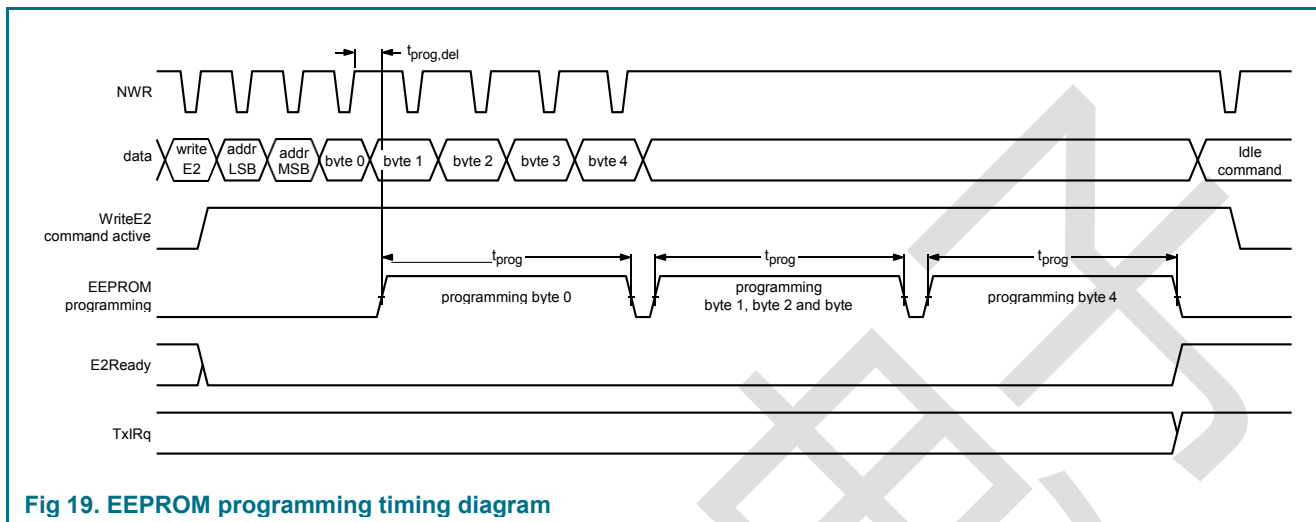 tprog,del
NWR
data
write E2
addr LSB
addr MSB
byte 0
byte 1
byte 2
byte 3
byte 4
Idle command
WriteE2 command active
tprog
tprog
tprog
EEPROM programming
programming byte 0
programming byte 1, byte 2 and byte
programming byte 4
E2Ready
TxIRq
Fig 19. EEPROM programming timing diagram